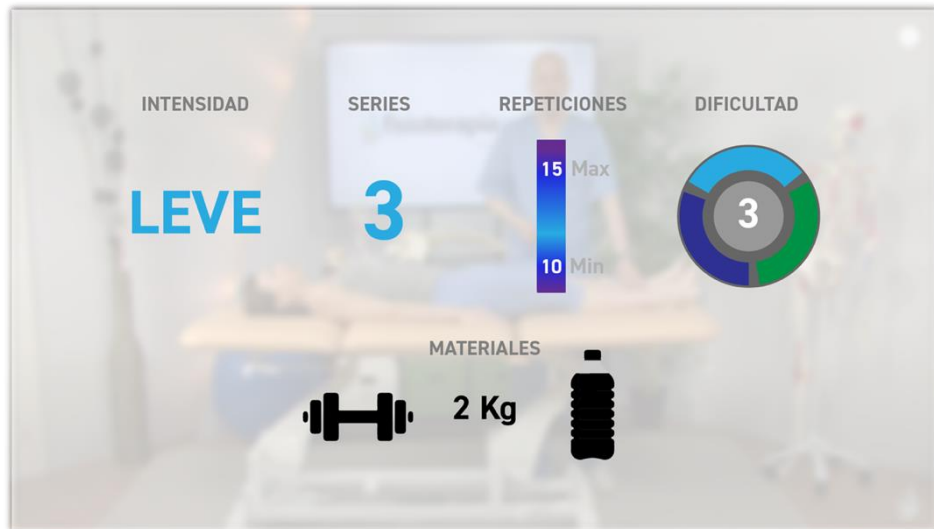 INTENSIDAD SERIES REPETICIONES DIFICULTAD
15 Max
LEVE 3 3
10 Min
MATERIALES
2 Kg